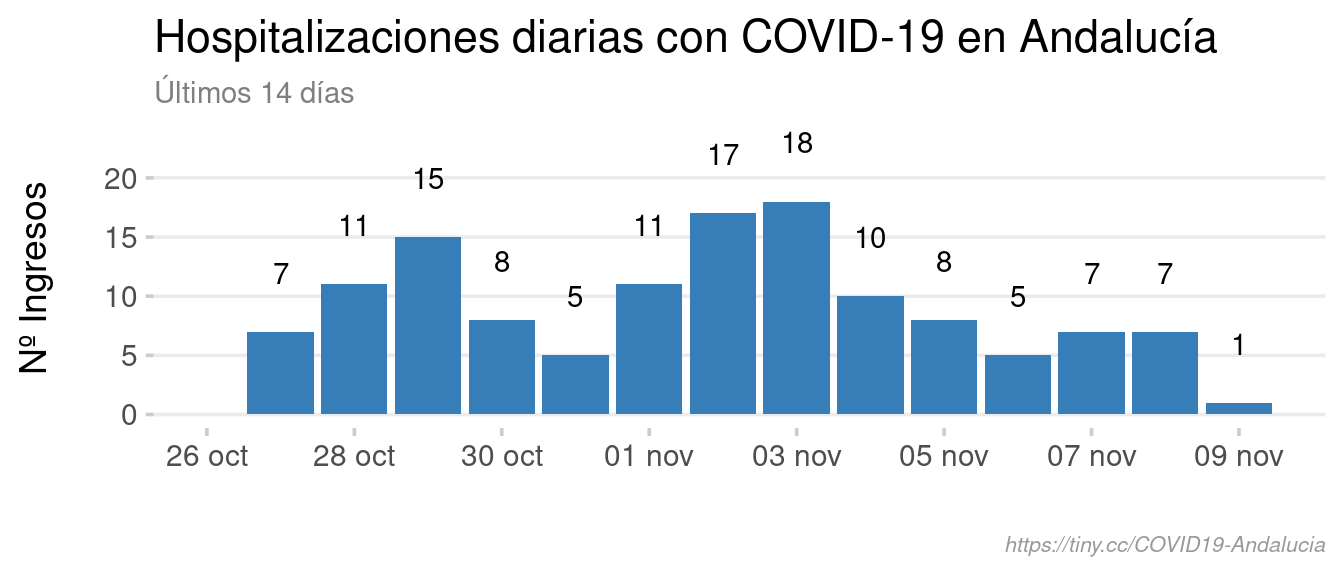 Hospitalizaciones diarias con COVID-19 en Andalucía
Últimos 14 días
Nº Ingresos
20
15
10
5
0
7
11
15
8
5
11
17
18
10
8
5
7
7
1
26 oct
28 oct
30 oct
01 nov
03 nov
05 nov
07 nov
09 nov
https://tiny.cc/COVID19-Andalucia